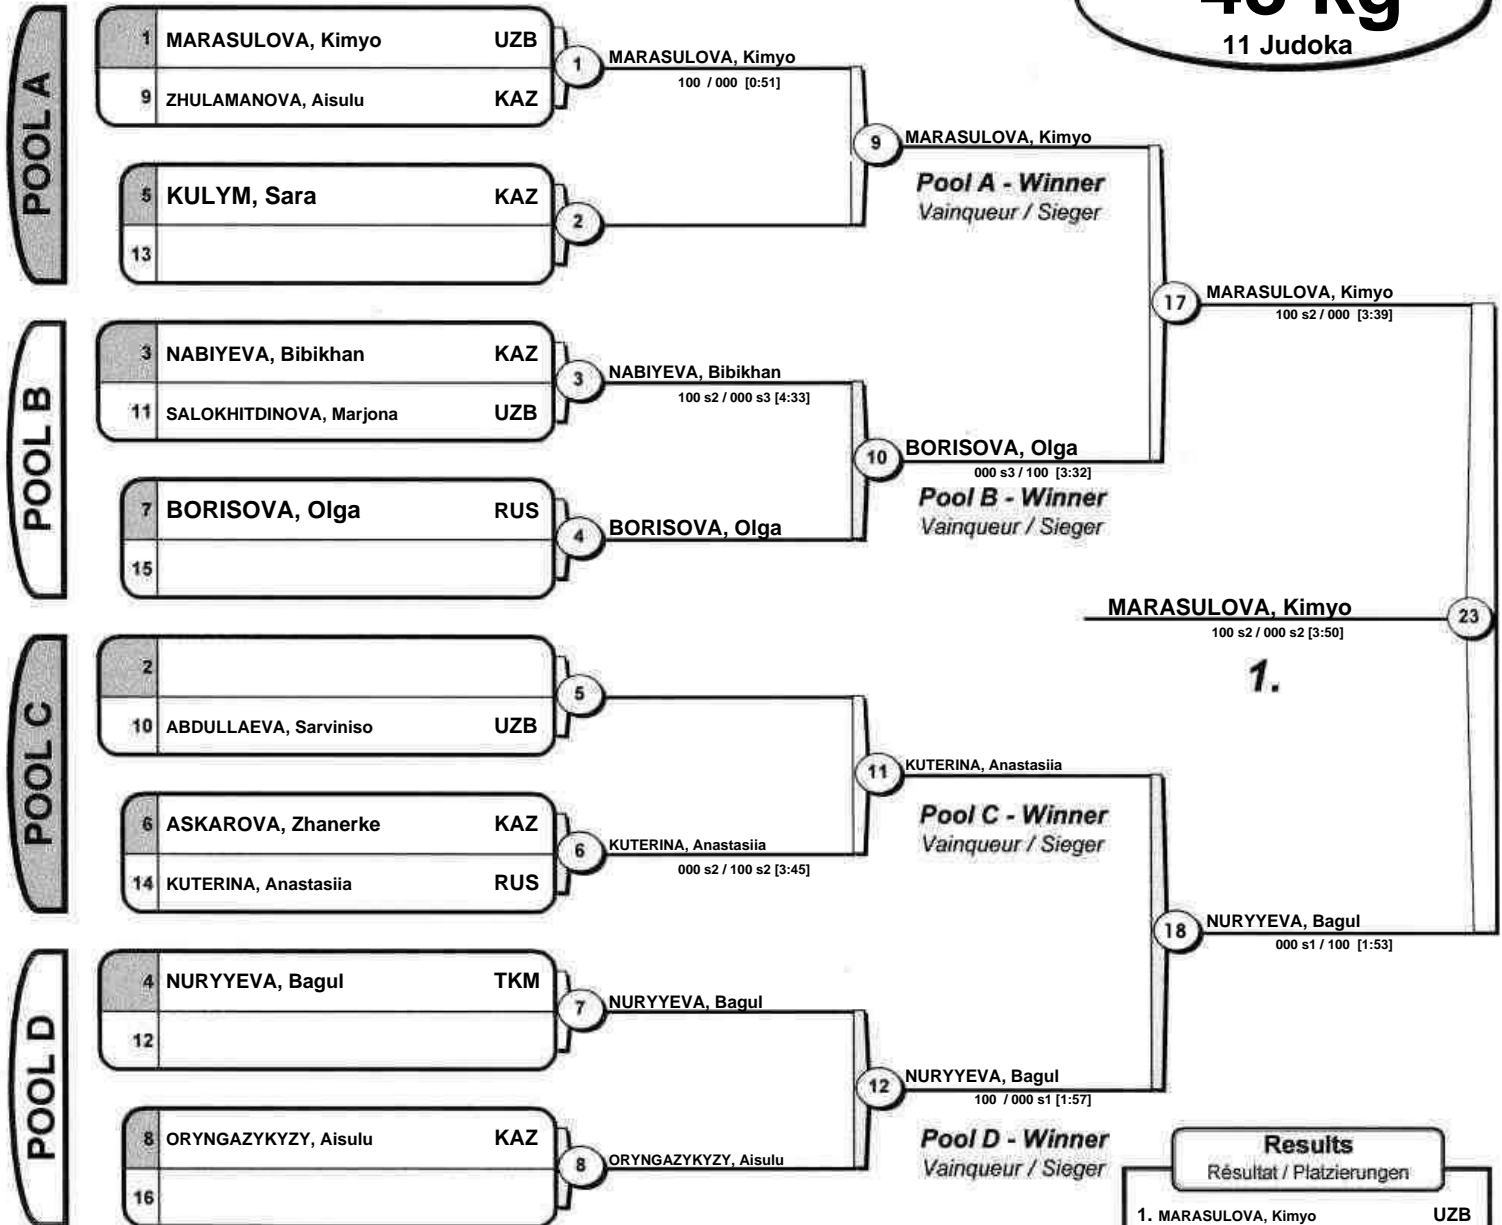 48 kg
11 Judoka
POOL A
1 MARASULOVA, Kimyo UZB
9 ZHULAMANOVA, Aisulu KAZ
1
MARASULOVA, Kimyo
100 / 000 [0:51]
5 KULYM, Sara KAZ
13
2
9
MARASULOVA, Kimyo
Pool A - Winner
Vainqueur / Sieger
POOL B
3 NABIYEVA, Bibikhan KAZ
11 SALOKHITDINOVA, Marjona UZB
3
NABIYEVA, Bibikhan
100 s2 / 000 s3 [4:33]
7 BORISOVA, Olga RUS
15
4
BORISOVA, Olga
10
BORISOVA, Olga
000 s3 / 100 [3:32]
Pool B - Winner
Vainqueur / Sieger
17
MARASULOVA, Kimyo
100 s2 / 000 [3:39]
MARASULOVA, Kimyo
100 s2 / 000 s2 [3:50]
23
1.
POOL C
2
10 ABDULLAEVA, Sarviniso UZB
5
6 ASKAROVA, Zhanerke KAZ
14 KUTERINA, Anastasiia RUS
6
KUTERINA, Anastasiia
000 s2 / 100 s2 [3:45]
11
KUTERINA, Anastasiia
Pool C - Winner
Vainqueur / Sieger
18
NURYYEVA, Bagul
000 s1 / 100 [1:53]
POOL D
4 NURYYEVA, Bagul TKM
12
7
NURYYEVA, Bagul
8 ORYNGAZYKYZY, Aisulu KAZ
16
8
ORYNGAZYKYZY, Aisulu
12
NURYYEVA, Bagul
100 / 000 s1 [1:57]
Pool D - Winner
Vainqueur / Sieger
Results
Résultat / Platzierungen
1. MARASULOVA, Kimyo UZB